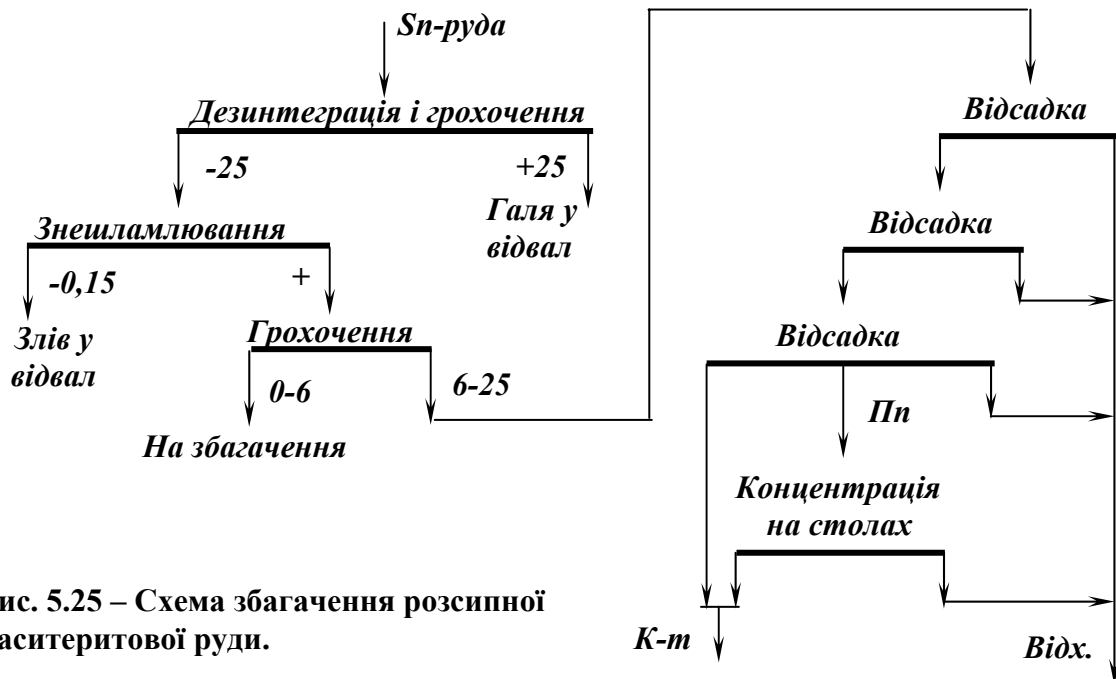 Sn-руда
Дезинтеграція і грохочення
-25
+25
Галя у
відвал
Знешламлювання
-0,15
+
Злів у
відвал
Грохочення
0-6
6-25
На збагачення
Відсадка
Відсадка
Відсадка
Пп
Концентрація
на столах
К-т
Відх.
ис. 5.25 – Схема збагачення розсипної
аситеритової руди.